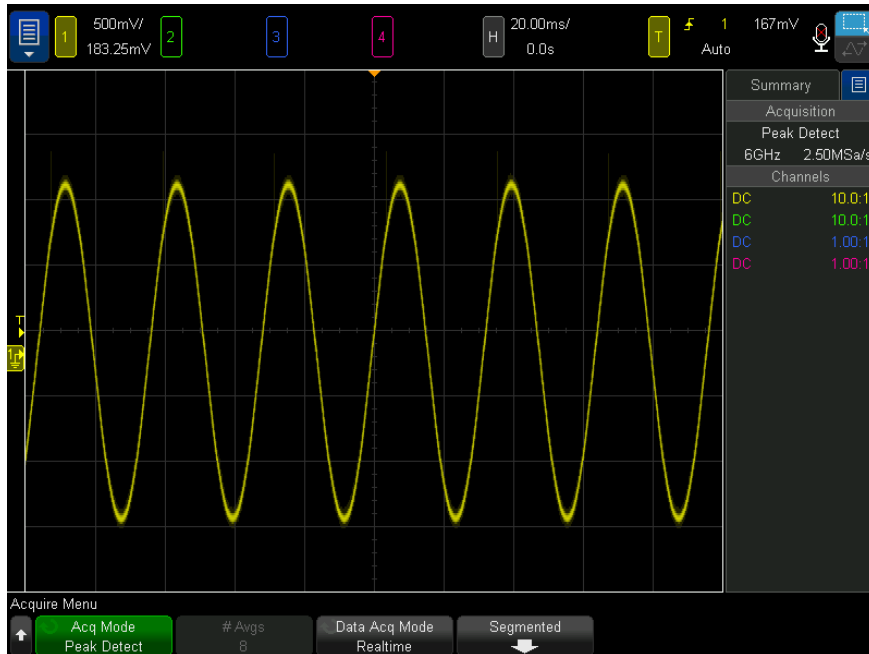 1 500mV/ 2 3 4 H 20.00ms/ T 1 167mV
183.25mV 0.0s Auto
Summary
Acquisition
Peak Detect
6GHz 2.50MSa/s
Channels
DC 10.0:1
DC 10.0:1
DC 1.00:1
DC 1.00:1
T
1
Acquire Menu
Acq Mode # Avgs Data Acq Mode Segmented
Peak Detect 8 Realtime